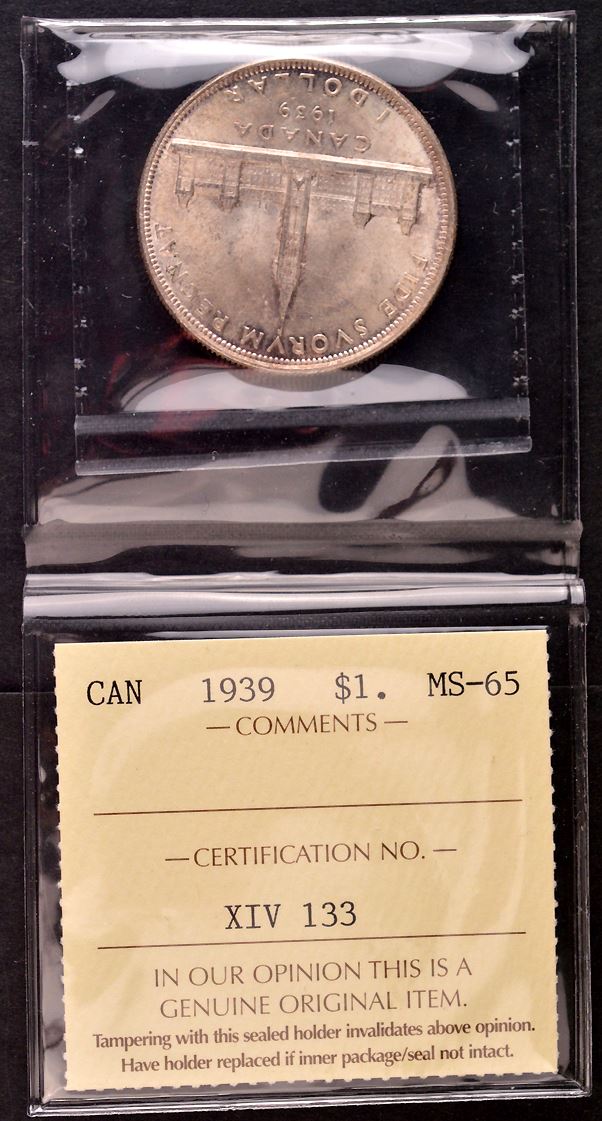 FIDE SVORVM REGNAT
CANADA
1939
1 DOLLAR
CAN 1939 $1. MS-65
— COMMENTS —
— CERTIFICATION NO. —
XIV 133
IN OUR OPINION THIS IS A
GENUINE ORIGINAL ITEM.
Tampering with this sealed holder invalidates above opinion.
Have holder replaced if inner package/seal not intact.